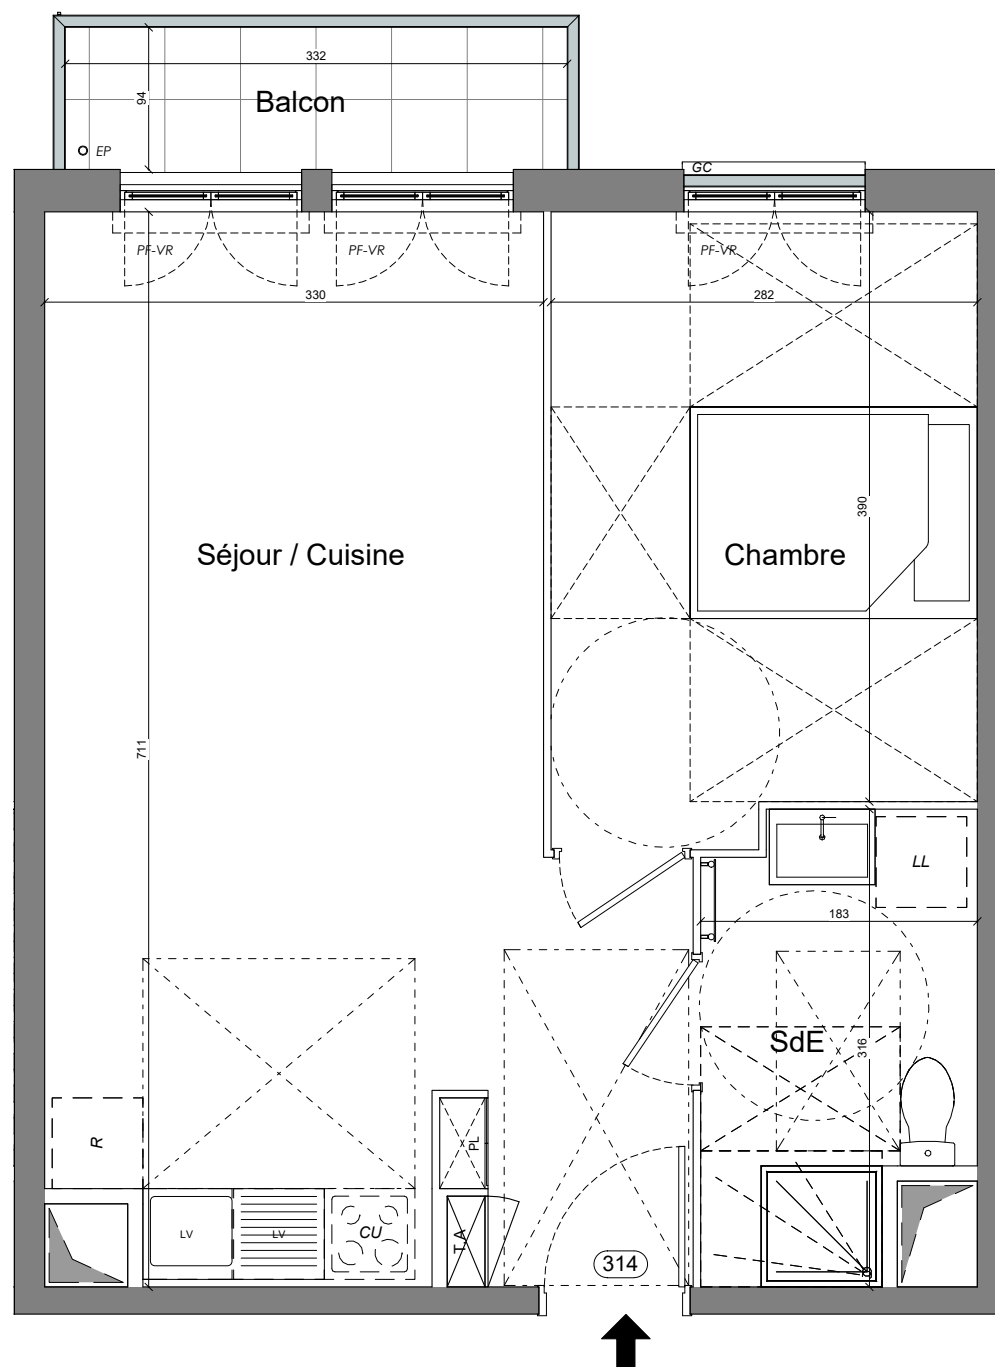 332
Balcon
94
EP
GC
PF-VR
PF-VR
PF-VR
330
282
390
Séjour / Cuisine
Chambre
711
LL
183
SdE
316
R
PL
LV
LV
CU
T.A
314